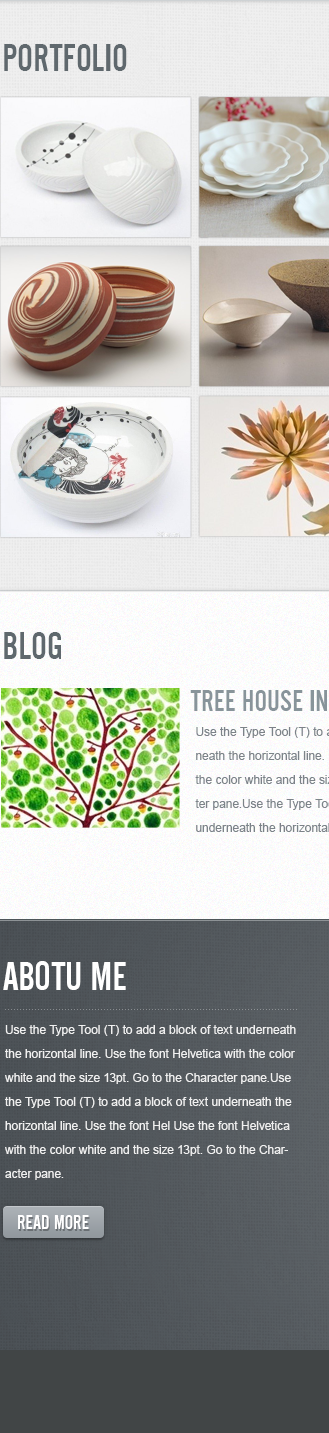 PORTFOLIO
BLOG
TREE HOUSE IN
Use the Type Tool (T) to a
neath the horizontal line.
the color white and the siz
ter pane.Use the Type Too
underneath the horizontal
ABOTU ME
Use the Type Tool (T) to add a block of text underneath
the horizontal line. Use the font Helvetica with the color
white and the size 13pt. Go to the Character pane.Use
the Type Tool (T) to add a block of text underneath the
horizontal line. Use the font Hel Use the font Helvetica
with the color white and the size 13pt. Go to the Char-
acter pane.
READ MORE